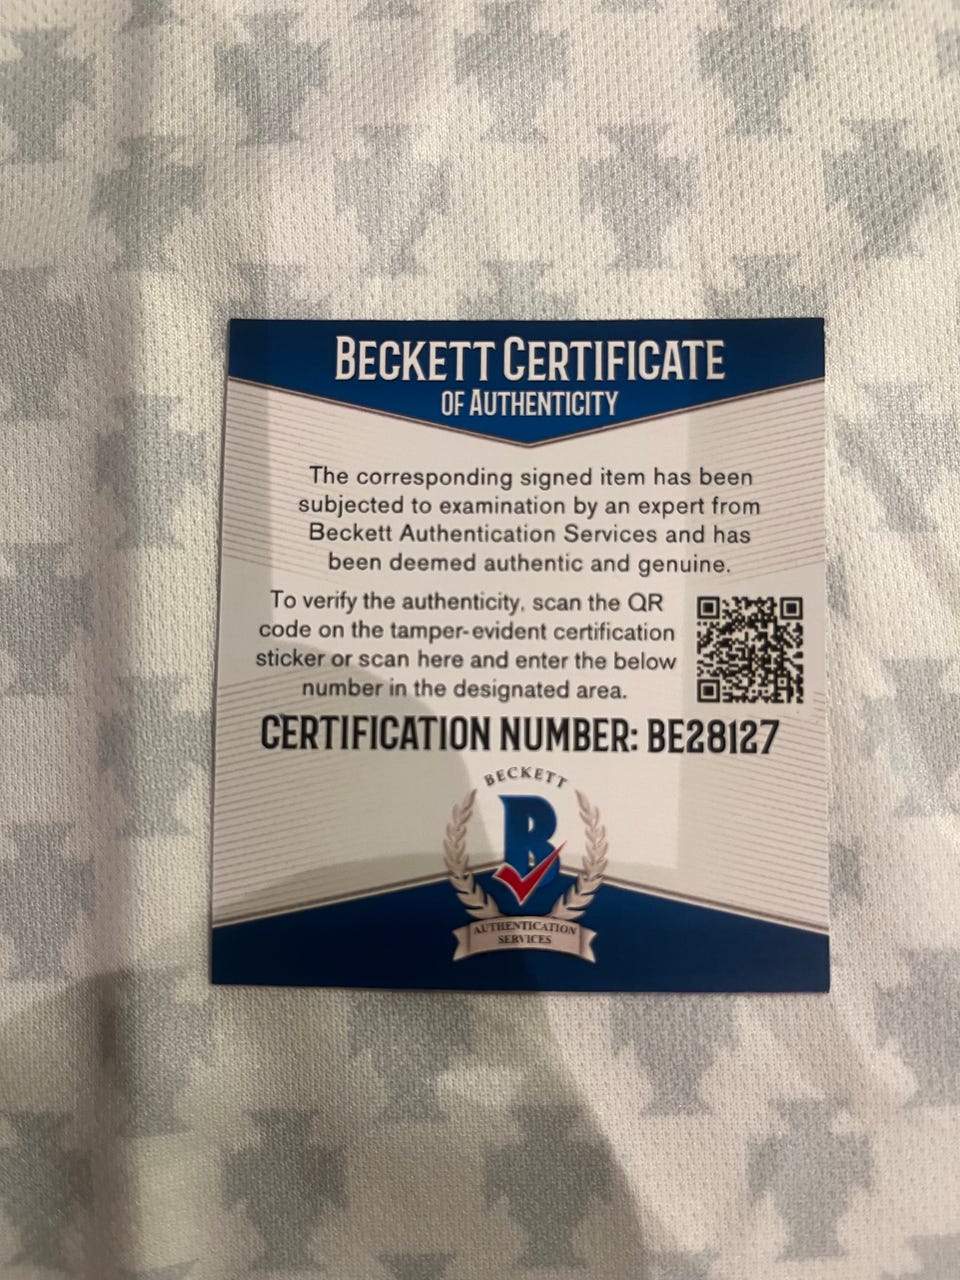 BECKETT CERTIFICATE
OF AUTHENTICITY
The corresponding signed item has been
subjected to examination by an expert from
Beckett Authentication Services and has
been deemed authentic and genuine.
To verify the authenticity, scan the QR
code on the tamper-evident certification
sticker or scan here and enter the below
number in the designated area.
CERTIFICATION NUMBER: BE28127
BECKETT
B
AUTHENTICATION
SERVICES